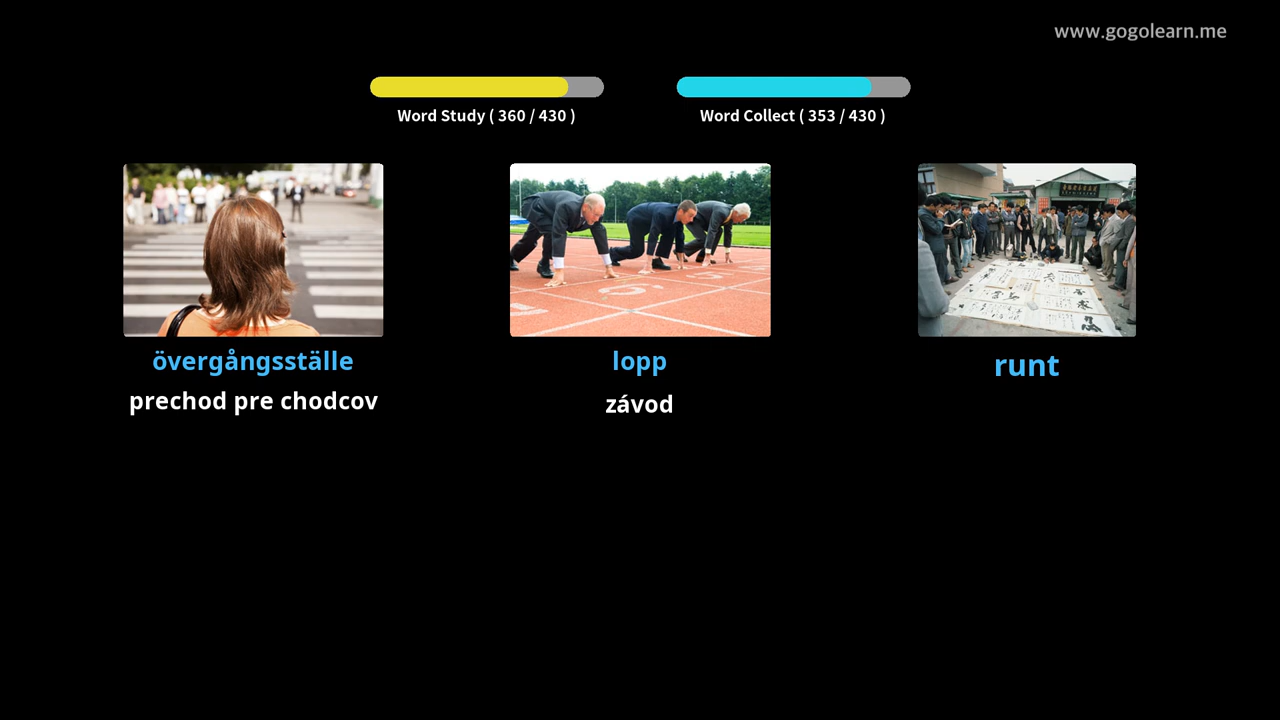 www.gogolearn.me
Word Study ( 360 / 430 )
Word Collect ( 353 / 430 )
övergångsställe
lopp
runt
prechod pre chodcov
závod